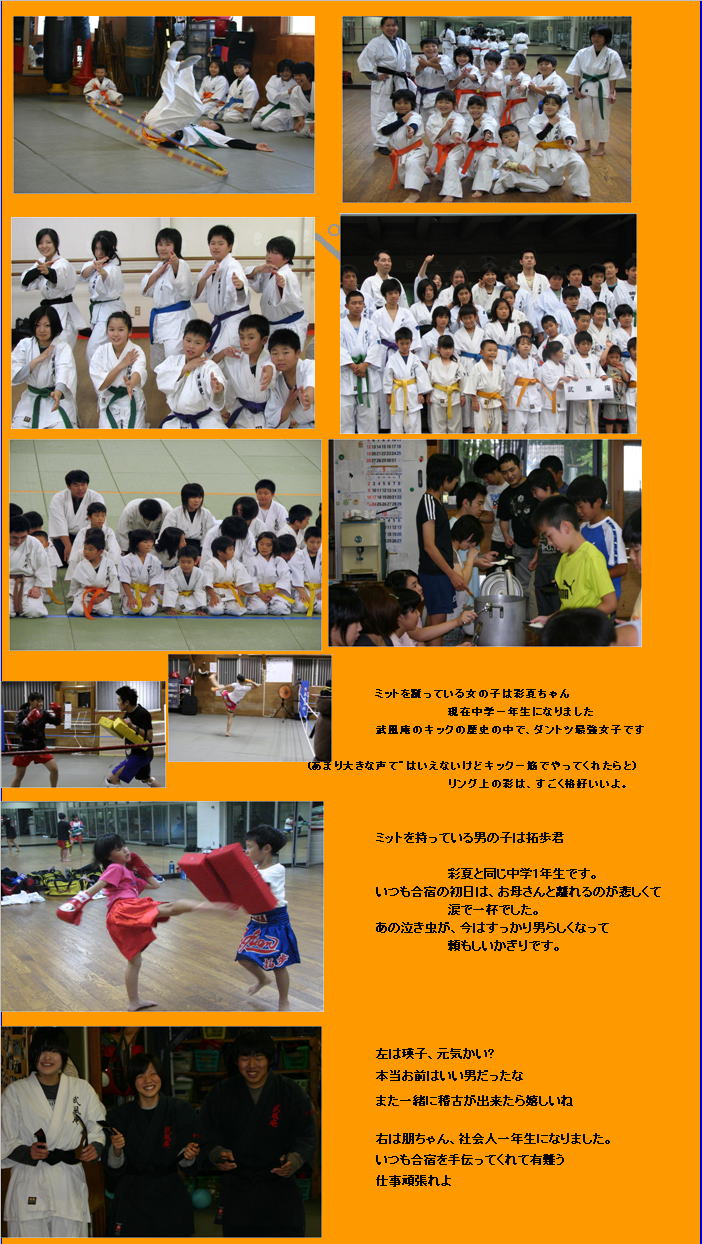 武風庵
ミットを蹴っている女の子は彩夏ちゃん
現在中学一年生になりました
武風庵のキックの歴史の中で、ダントツ最強女子です
(あまり大きな声で゛はいえないけどキック一筋でやってくれたらと)
リング上の彩は、すごく格好いいよ。
ミットを持っている男の子は拓歩君
彩夏と同じ中学1年生です。
いつも合宿の初日は、お母さんと離れるのが悲しくて
涙で一杯でした。
あの泣き虫が、今はすっかり男らしくなって
頼もしいかぎりです。
拓歩
左は瑛子、元気かい?
本当お前はいい男だったな
また一緒に稽古が出来たら嬉しいね
右は朋ちゃん、社会人一年生になりました。
いつも合宿を手伝ってくれて有難う
仕事頑張れよ